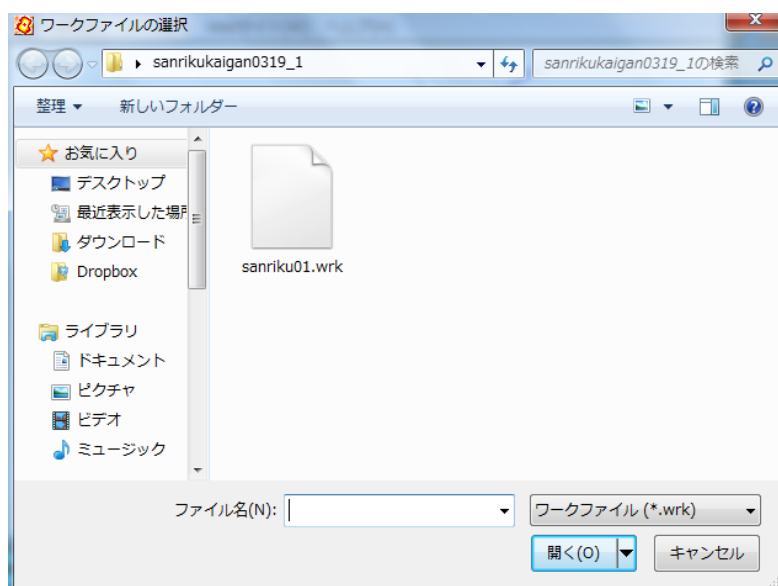 ワークファイルの選択
sanrikukaigan0319_1
sanrikukaigan0319_1の検索
整理
新しいフォルダー
お気に入り
デスクトップ
最近表示した場所
ダウンロード
Dropbox
ライブラリ
ドキュメント
ピクチャ
ビデオ
ミュージック
sanriku01.wrk
ファイル名(N):
ワークファイル (*.wrk)
開く(O)
キャンセル